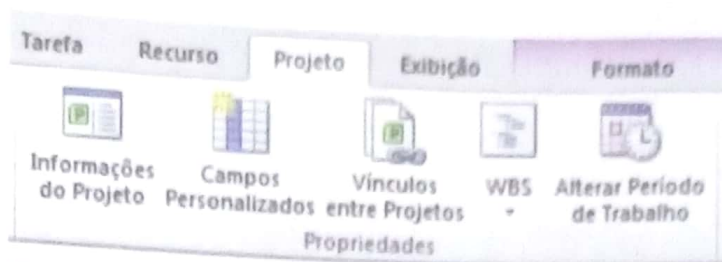 Tarefa Recurso Projeto Exibição Formato
Informações do Projeto
Campos Personalizados
Vínculos entre Projetos
WBS
Alterar Período de Trabalho
Propriedades